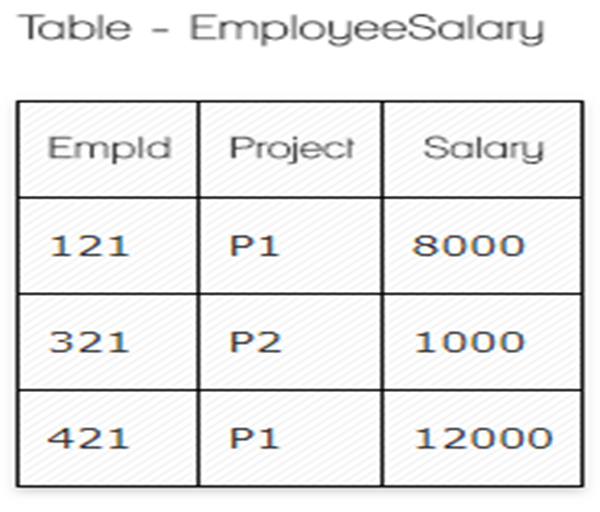 Table - EmployeeSalary
EmpId Project Salary
121 P1 8000
321 P2 1000
421 P1 12000